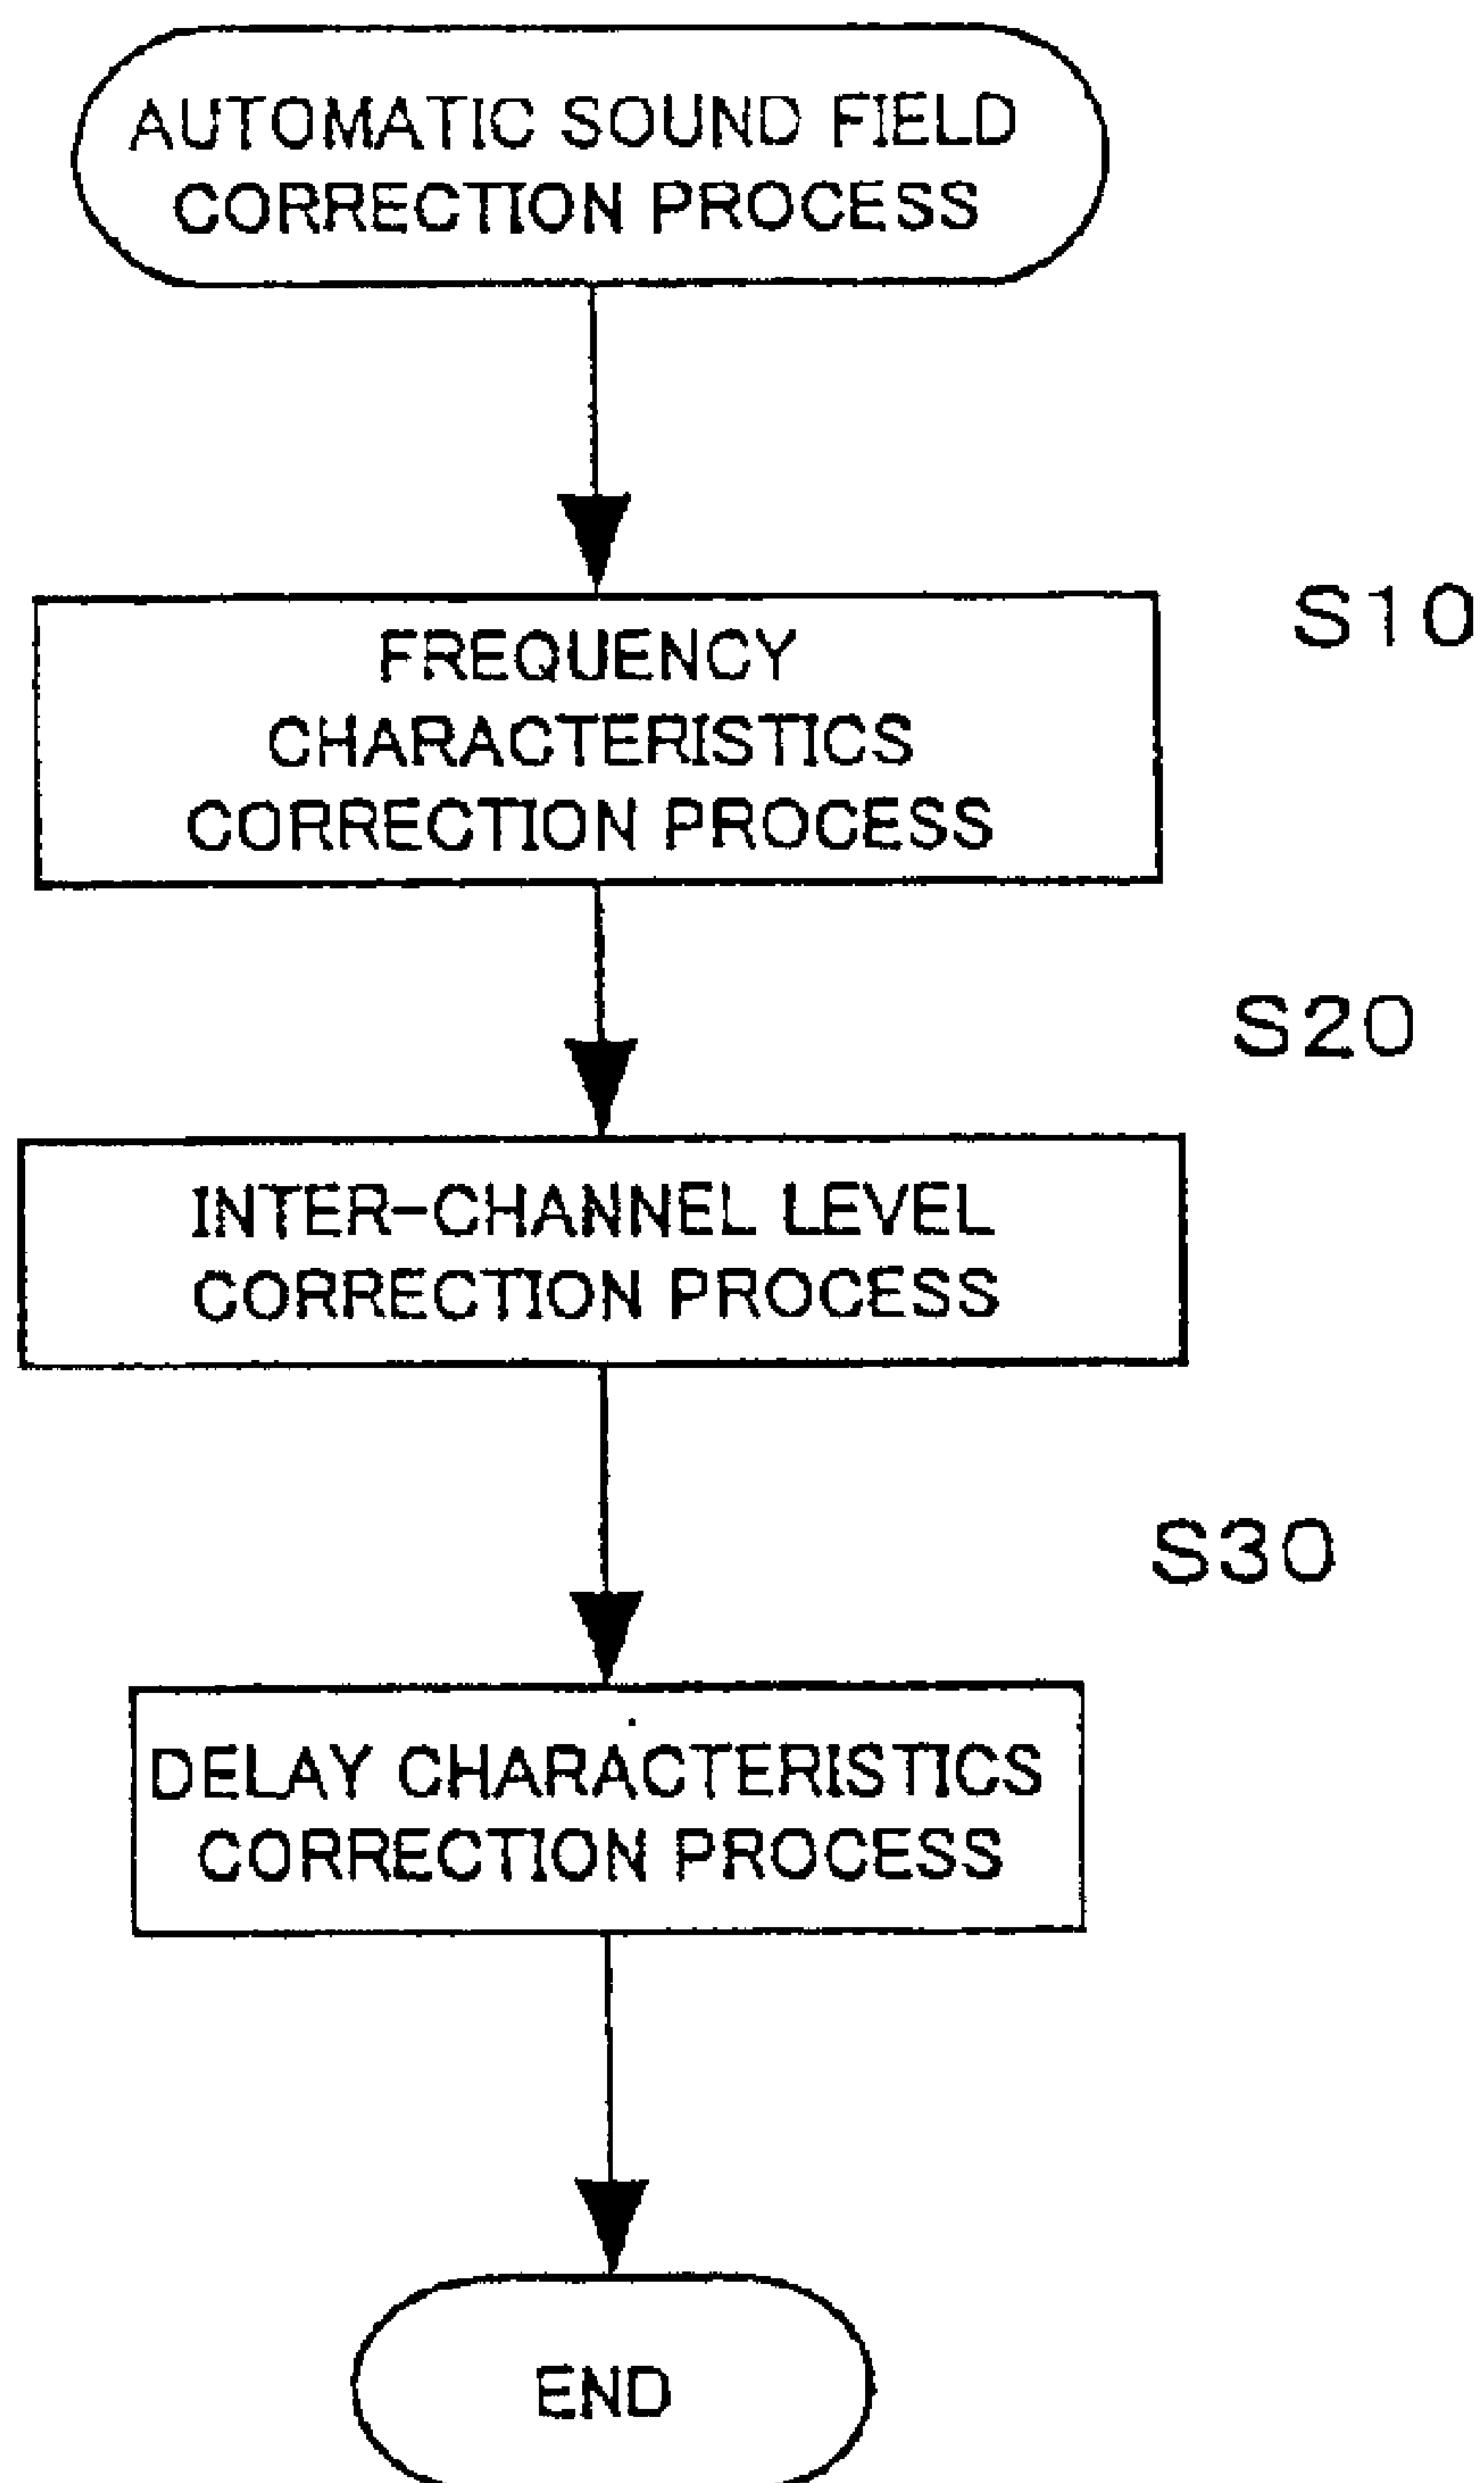 AUTOMATIC SOUND FIELD
CORRECTION PROCESS
S10
FREQUENCY
CHARACTERISTICS
CORRECTION PROCESS
S20
INTER-CHANNEL LEVEL
CORRECTION PROCESS
S30
DELAY CHARACTERISTICS
CORRECTION PROCESS
END